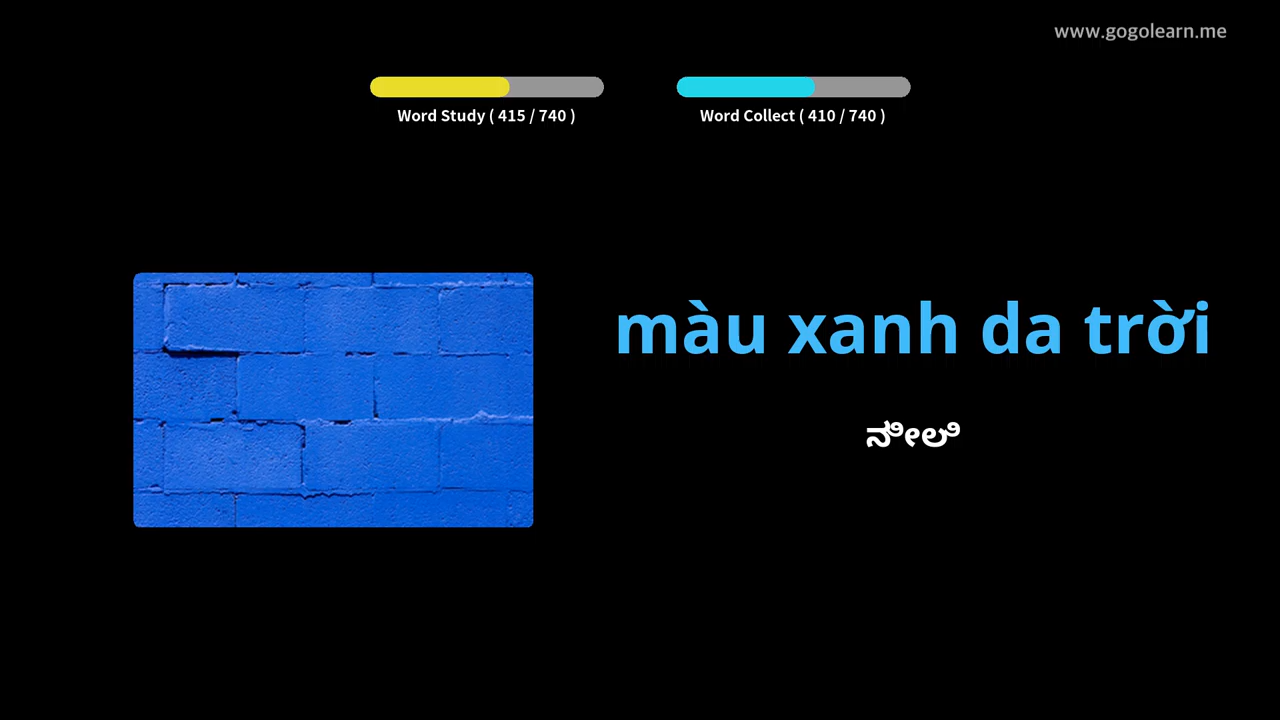 www.gogolearn.me
Word Study ( 415 / 740 )
Word Collect ( 410 / 740 )
màu xanh da trời
ನೀಲಿ